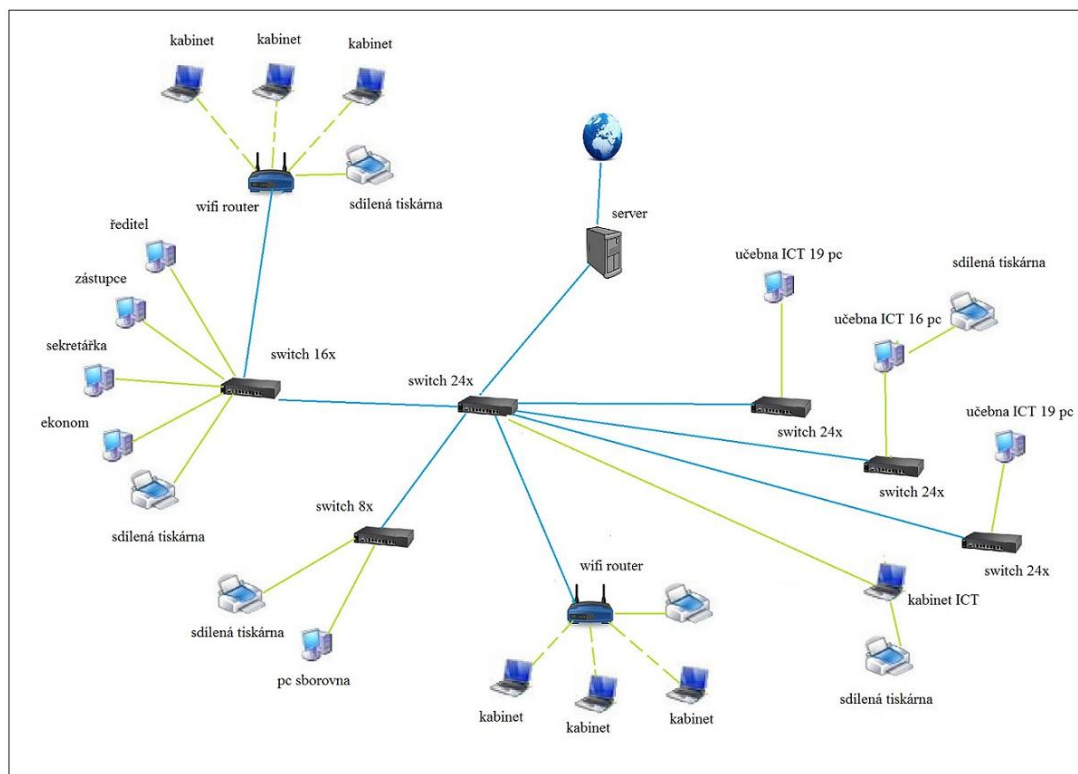 kabinet
kabinet
kabinet
wifi router
sdílená tiskárna
ředitel
zástupce
sekretářka
ekonom
sdílená tiskárna
switch 16x
server
switch 24x
učebna ICT 19 pc
switch 24x
sdílená tiskárna
učebna ICT 16 pc
switch 24x
učebna ICT 19 pc
switch 24x
switch 8x
sdílená tiskárna
pc sborovna
wifi router
kabinet
kabinet
kabinet
kabinet ICT
sdílená tiskárna